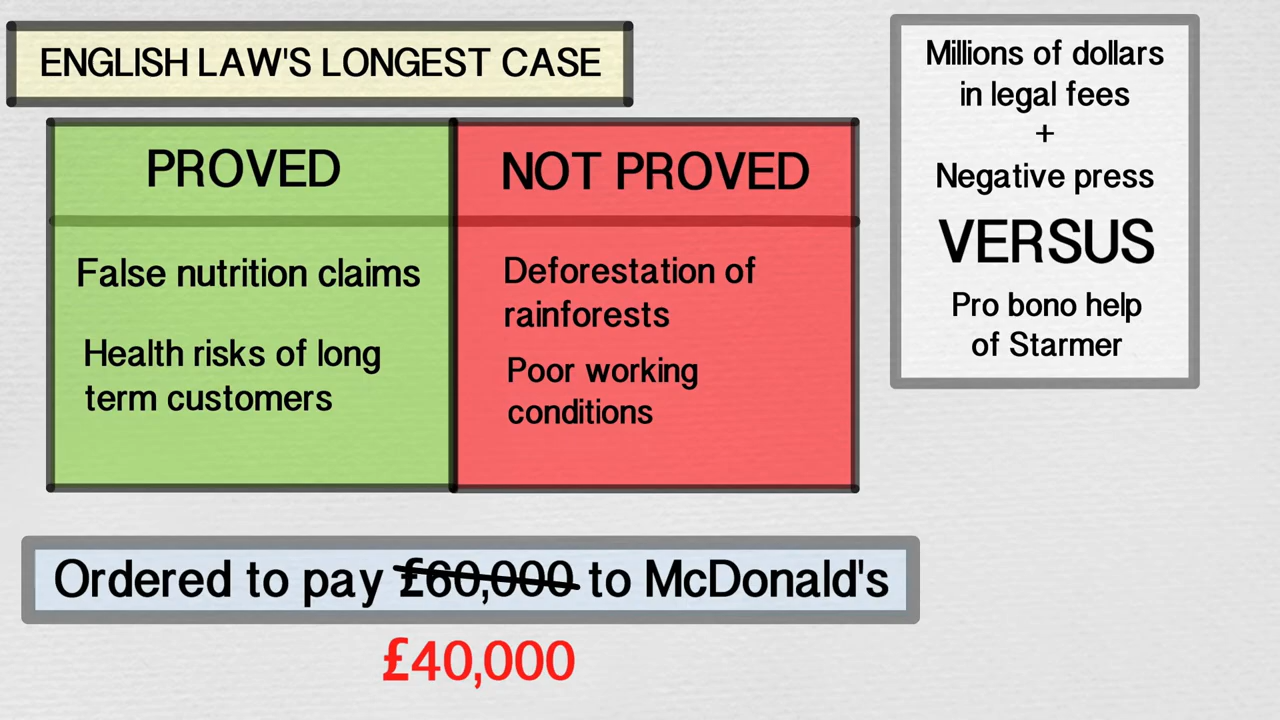 ENGLISH LAW'S LONGEST CASE
PROVED
False nutrition claims
Health risks of long
term customers
NOT PROVED
Deforestation of
rainforests
Poor working
conditions
Millions of dollars
in legal fees
+
Negative press
VERSUS
Pro bono help
of Starmer
Ordered to pay £60,000 to McDonald's
£40,000